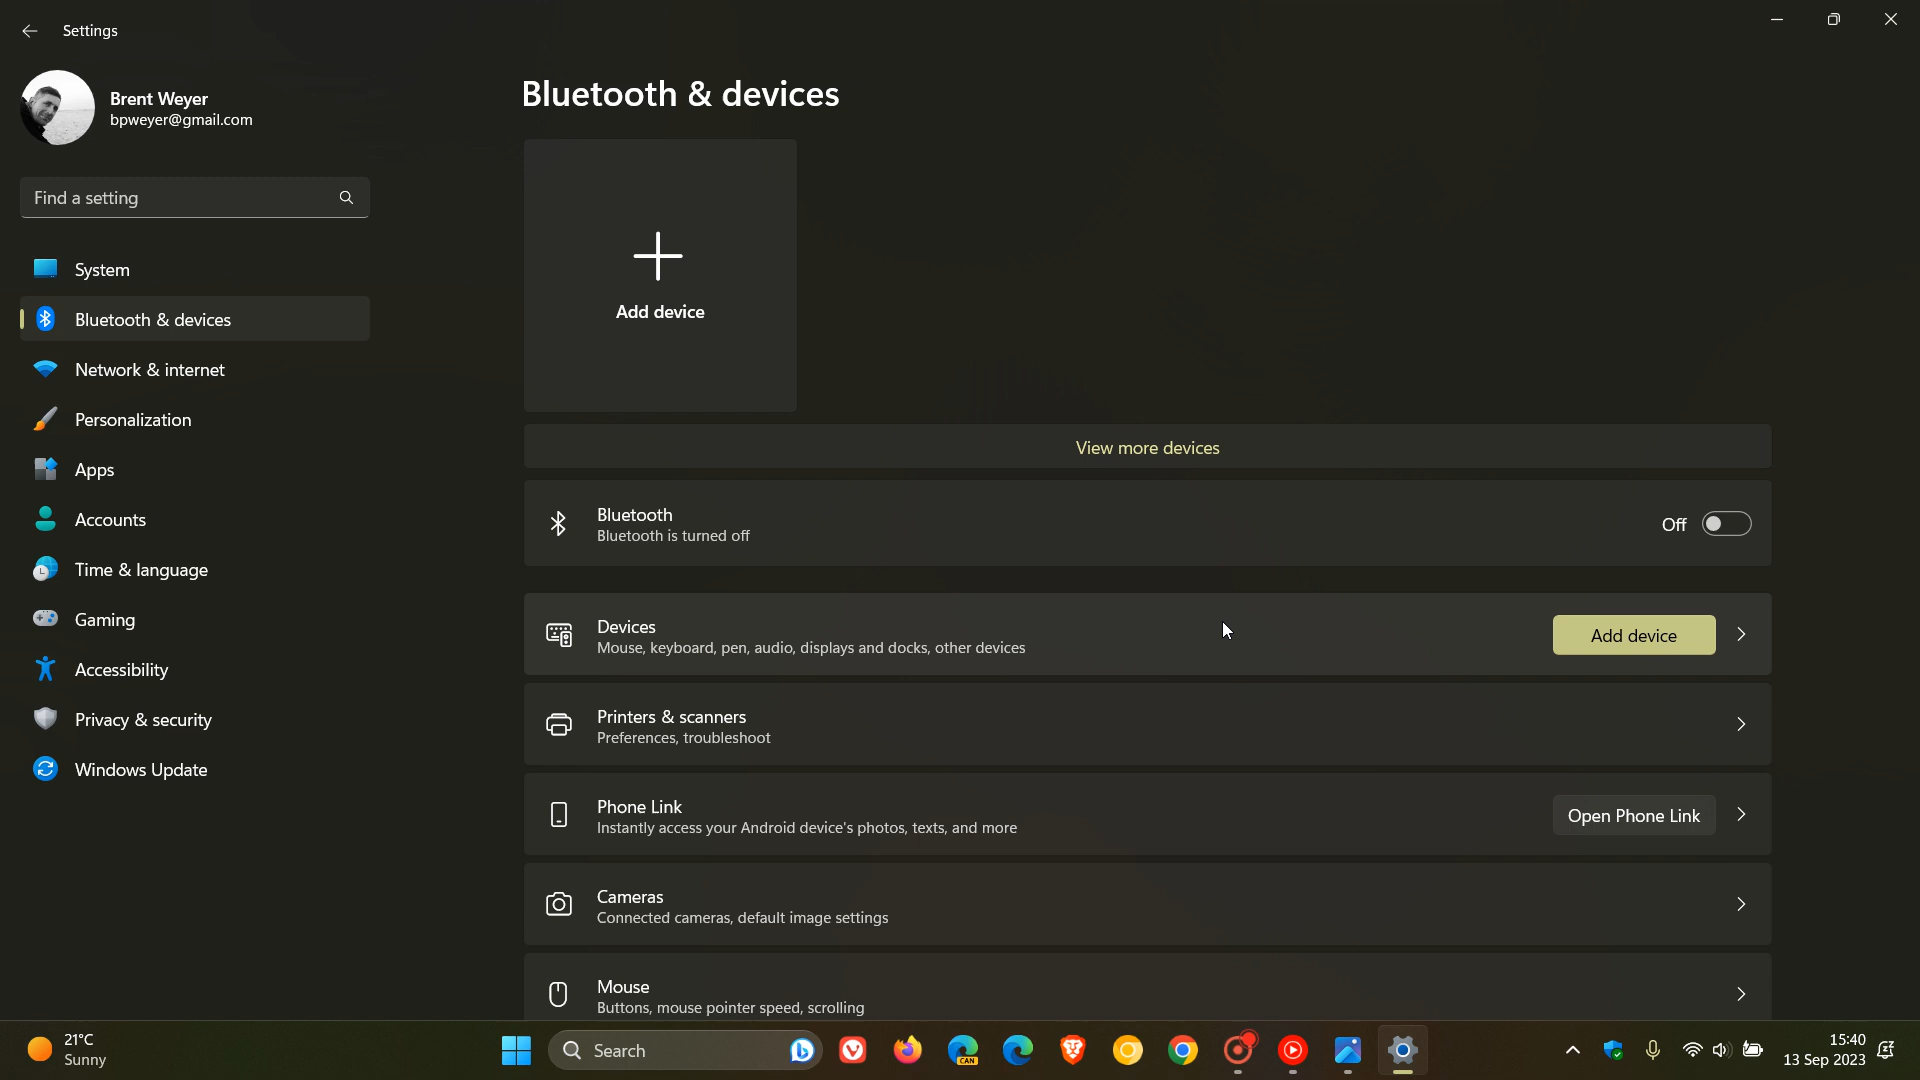 Settings
Brent Weyer
bpweyer@gmail.com
Find a setting
System
Bluetooth & devices
Network & internet
Personalization
Apps
Accounts
Time & language
Gaming
Accessibility
Privacy & security
Windows Update
Bluetooth & devices
Add device
View more devices
Bluetooth
Bluetooth is turned off
Off
Devices
Mouse, keyboard, pen, audio, displays and docks, other devices
Add device
Printers & scanners
Preferences, troubleshoot
Phone Link
Instantly access your Android device's photos, texts, and more
Open Phone Link
Cameras
Connected cameras, default image settings
Mouse
Buttons, mouse pointer speed, scrolling
21°C
Sunny
Search
CAN
15:40
13 Sep 2023